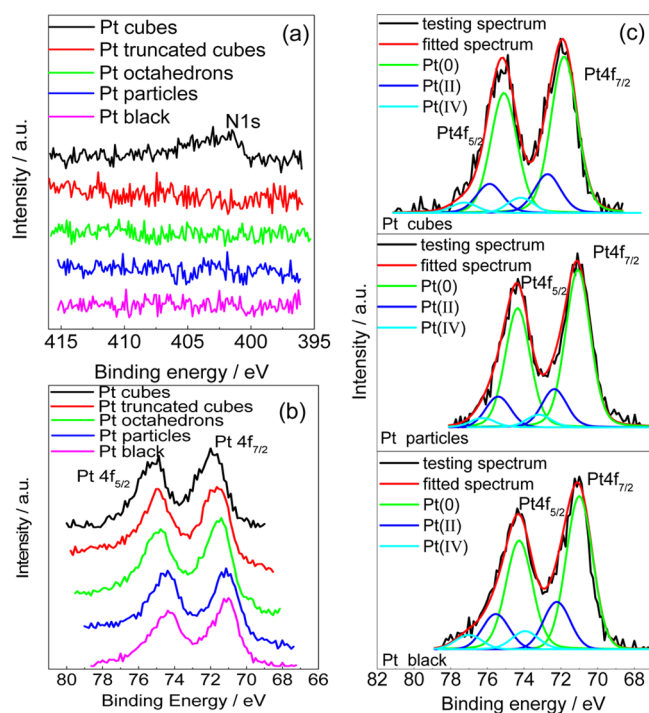 (a)
Pt cubes
Pt truncated cubes
Pt octahedrons
Pt particles
Pt black
N1s
Intensity / a.u.
415 410 405 400 395
Binding energy / eV
(b)
Pt cubes
Pt truncated cubes
Pt octahedrons
Pt particles
Pt black
Pt 4f7/2
Pt 4f5/2
Intensity / a.u.
80 78 76 74 72 70 68 66
Binding Energy / eV
(c)
testing spectrum
fitted spectrum
Pt(0)
Pt(II)
Pt(IV)
Pt4f7/2
Pt4f5/2
Pt cubes
testing spectrum
fitted spectrum
Pt(0)
Pt(II)
Pt(IV)
Pt4f7/2
Pt4f5/2
Pt particles
Intensity / a.u.
testing spectrum
fitted spectrum
Pt(0)
Pt(II)
Pt(IV)
Pt4f7/2
Pt4f5/2
Pt black
82 80 78 76 74 72 70 68
Binding energy / eV